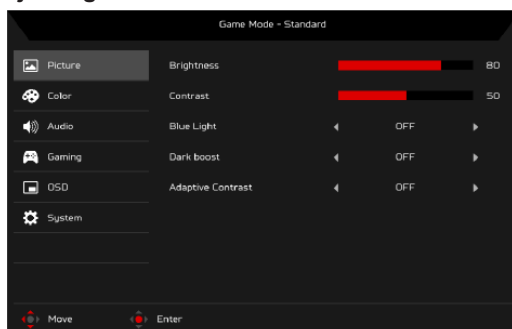 Game Mode - Standard
Picture
Brightness 80
Color
Contrast 50
Audio
Blue Light OFF
Gaming
Dark boost OFF
OSD
Adaptive Contrast OFF
System
Move Enter